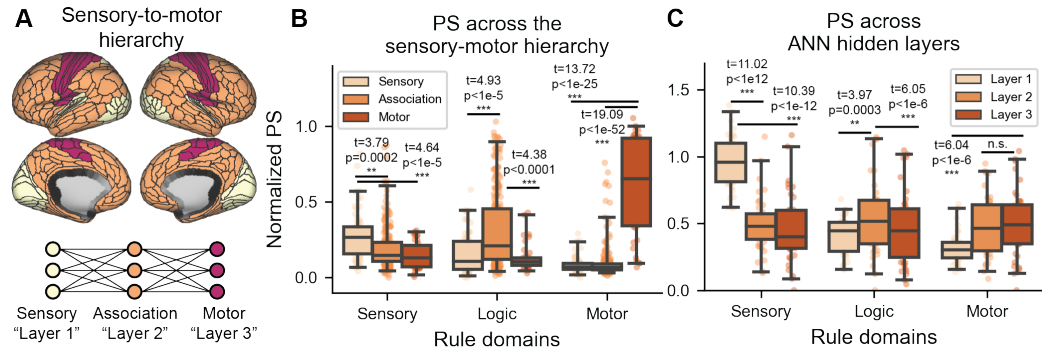 A
Sensory-to-motor
hierarchy
Sensory
"Layer 1"
Association
"Layer 2"
Motor
"Layer 3"
B
PS across the
sensory-motor hierarchy
Normalized PS
1.0
0.5
0.0
Sensory
Association
Motor
t=3.79
p=0.0002
**
t=4.64
p<1e-5
***
t=4.93
p<1e-5
***
t=4.38
p<0.0001
***
t=13.72
p<1e-25
***
t=19.09
p<1e-52
***
Sensory
Logic
Motor
Rule domains
C
PS across
ANN hidden layers
1.5
1.0
0.5
0.0
Layer 1
Layer 2
Layer 3
t=11.02
p<1e12
***
t=10.39
p<1e-12
***
t=3.97
p=0.0003
**
t=6.05
p<1e-6
***
t=6.04
p<1e-6
***
n.s.
Sensory
Logic
Motor
Rule domains